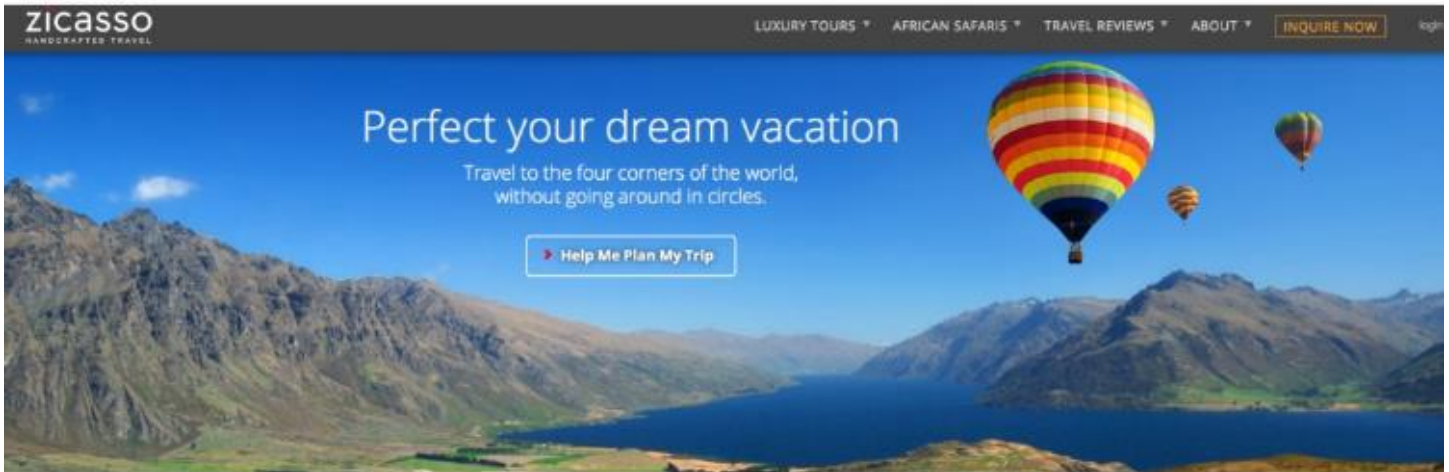 zicasso
HANDCRAFTED TRAVEL
LUXURY TOURS
AFRICAN SAFARIS
TRAVEL REVIEWS
ABOUT
INQUIRE NOW
login
Perfect your dream vacation
Travel to the four corners of the world,
without going around in circles.
Help Me Plan My Trip